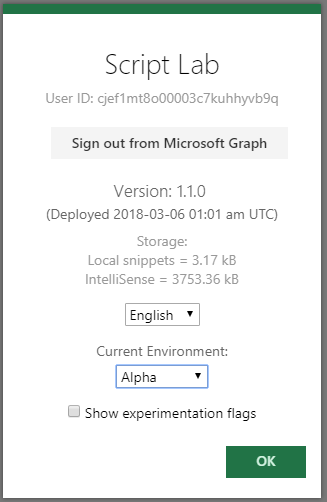 Script Lab
User ID: cjef1mt8o00003c7kuhhyvb9q
Sign out from Microsoft Graph
Version: 1.1.0
(Deployed 2018-03-06 01:01 am UTC)
Storage:
Local snippets = 3.17 kB
IntelliSense = 3753.36 kB
English
Current Environment:
Alpha
Show experimentation flags
OK